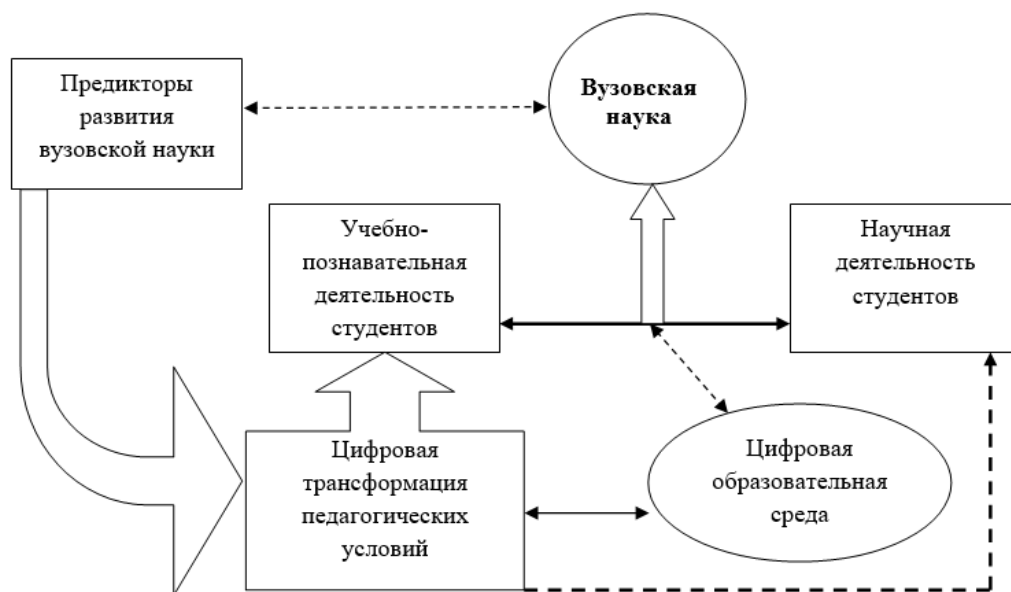 Предикторы
развития
вузовской науки
Вузовская
наука
Учебно-
познавательная
деятельность
студентов
Научная
деятельность
студентов
Цифровая
трансформация
педагогических
условий
Цифровая
образовательная
среда